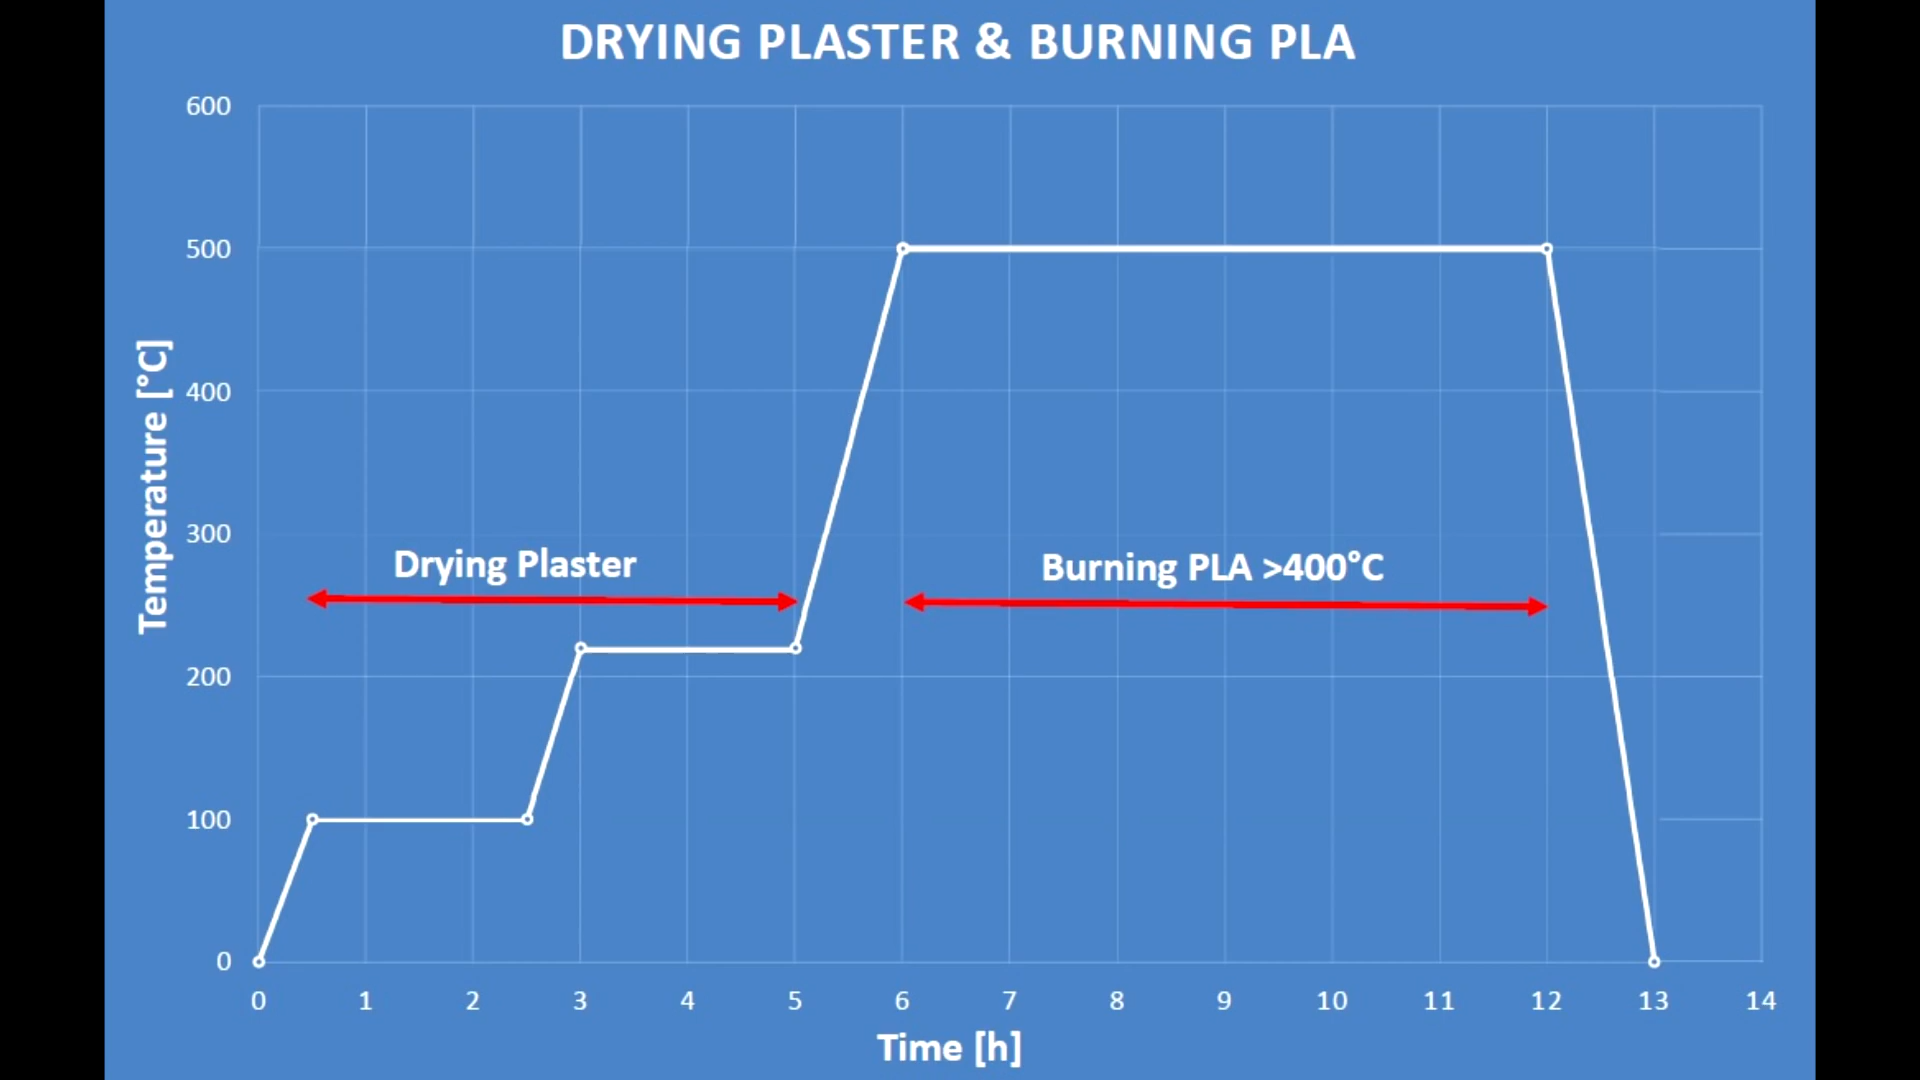 DRYING PLASTER & BURNING PLA
600
500
400
300
200
100
0
Temperature [°C]
Drying Plaster
Burning PLA >400°C
0 1 2 3 4 5 6 7 8 9 10 11 12 13 14
Time [h]